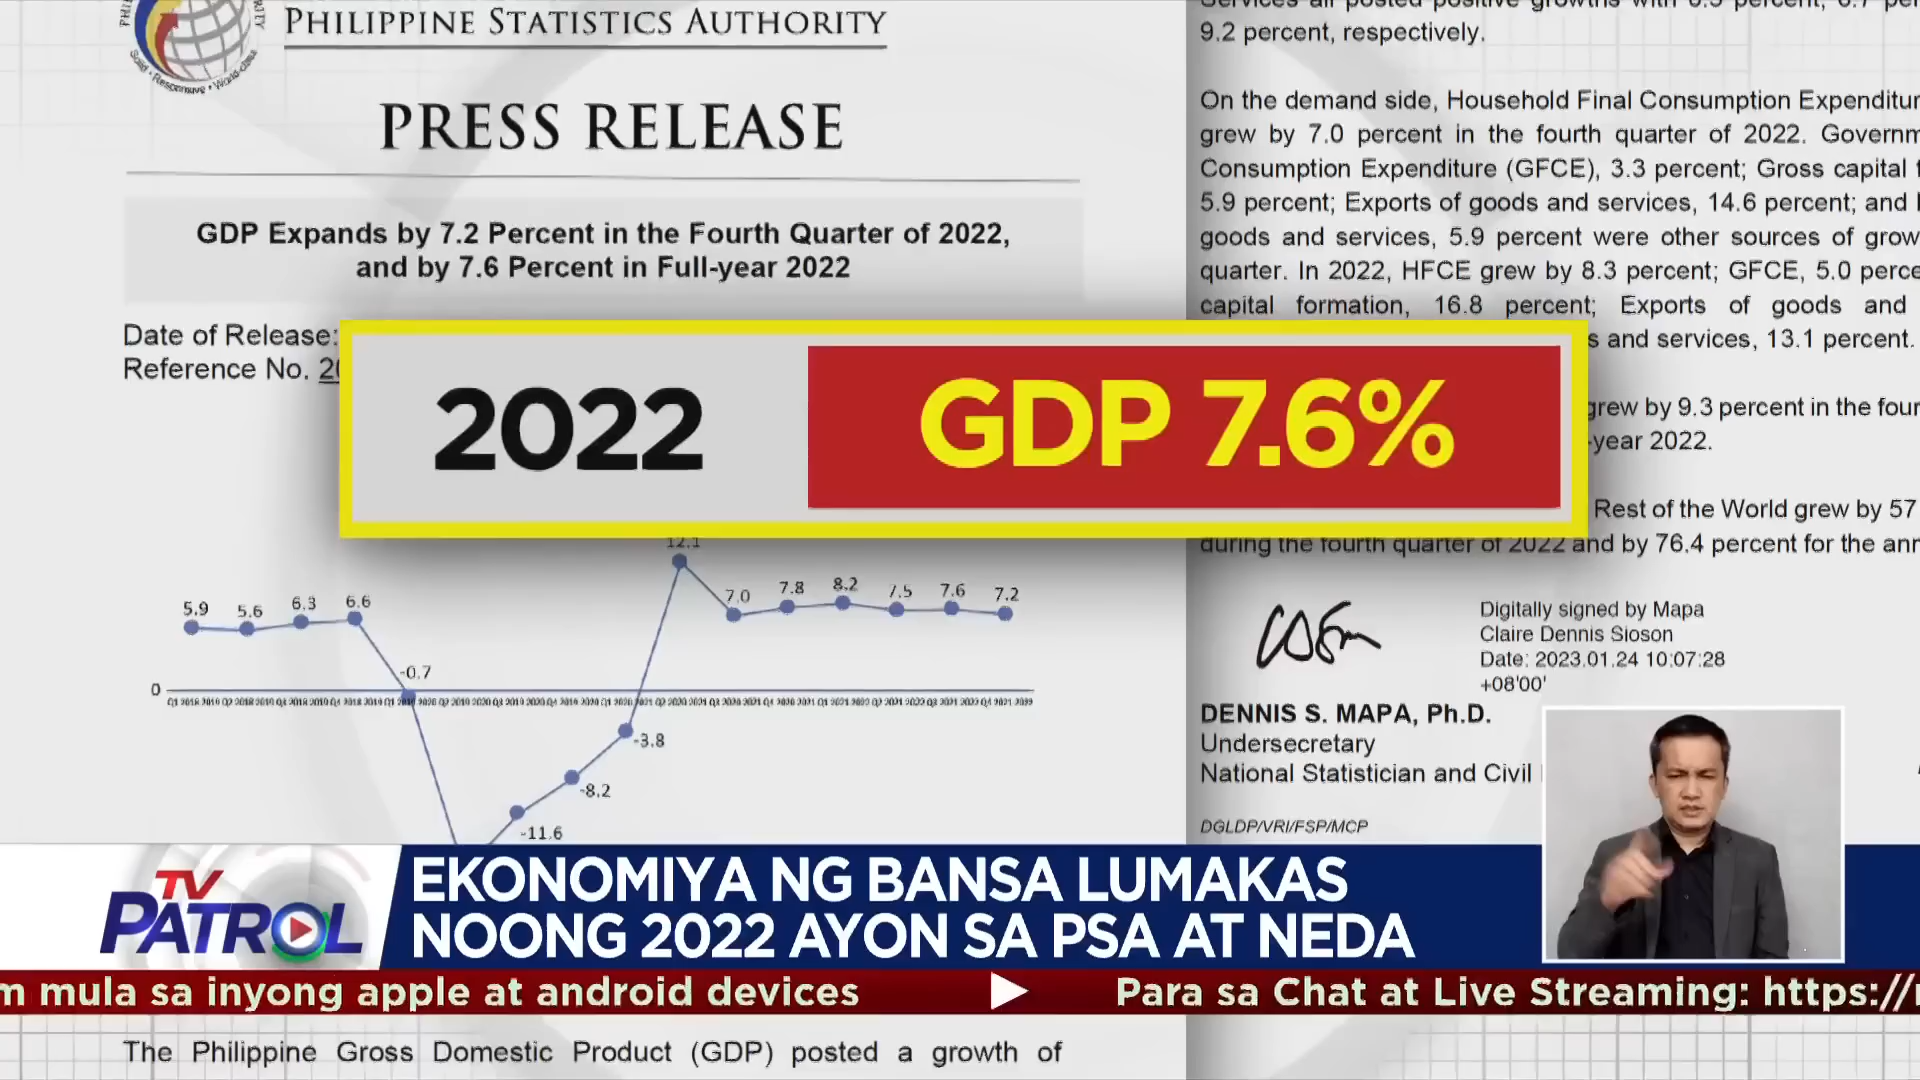 PHILIPPINE STATISTICS AUTHORITY
Solid • Responsive • World-class
PRESS RELEASE
GDP Expands by 7.2 Percent in the Fourth Quarter of 2022,
and by 7.6 Percent in Full-year 2022
Date of Release:
Reference No.
9.2 percent, respectively.
On the demand side, Household Final Consumption
grew by 7.0 percent in the fourth quarter of 2022.
Consumption Expenditure (GFCE), 3.3 percent; Gross capital
5.9 percent; Exports of goods and services, 14.6 percent; and
goods and services, 5.9 percent were other sources of
quarter. In 2022, HFCE grew by 8.3 percent; GFCE, 5.0
capital formation, 16.8 percent; Exports of goods and
and services, 13.1 percent.
grew by 9.3 percent in the
year 2022.
Rest of the World grew by
during the fourth quarter of 2022 and by 76.4 percent for the
2022
GDP 7.6%
5.9
5.6
6.3
6.6
-0.7
-11.6
-8.2
-3.8
12.1
7.0
7.8
8.2
7.5
7.6
7.2
0
Digitally signed by Mapa
Claire Dennis Sioson
Date: 2023.01.24 10:07:28
+08'00'
DENNIS S. MAPA, Ph.D.
Undersecretary
National Statistician and Civil
DGLDP/VRI/FSP/MCP
TV
PATROL
EKONOMIYA NG BANSA LUMAKAS
NOONG 2022 AYON SA PSA AT NEDA
mula sa inyong apple at android devices
Para sa Chat at Live Streaming: https://
The Philippine Gross Domestic Product (GDP) posted a growth of